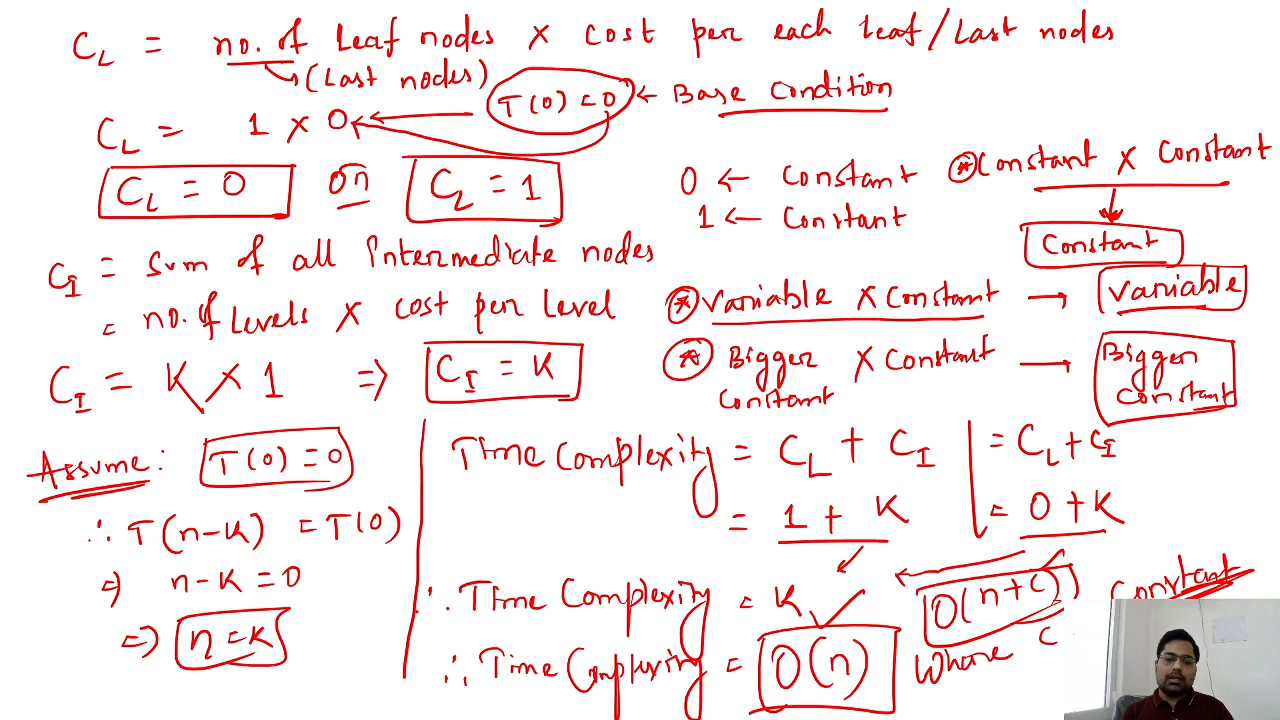 C_L = no. of Leaf nodes × cost per each leaf/Last nodes
(Last nodes)
T(0) = 0 ← Base condition
C_L = 1 × 0
C_L = 0 or C_L = 1
0 ← constant
1 ← constant
* Constant × Constant
Constant
C_I = sum of all Intermediate nodes
= no. of Levels × cost per level
* Variable × Constant → Variable
* Bigger Constant × Constant → Bigger Constant
C_I = K × 1 ⇒ C_I = K
Assume: T(0) = 0
∴ T(n-K) = T(0)
⇒ n-K = 0
⇒ n = K
Time Complexity = C_L + C_I
= 1 + K
= C_L + C_I
= 0 + K
∴ Time Complexity = K
∴ Time Complexity = O(n)
O(n+c)
Where c
Constant